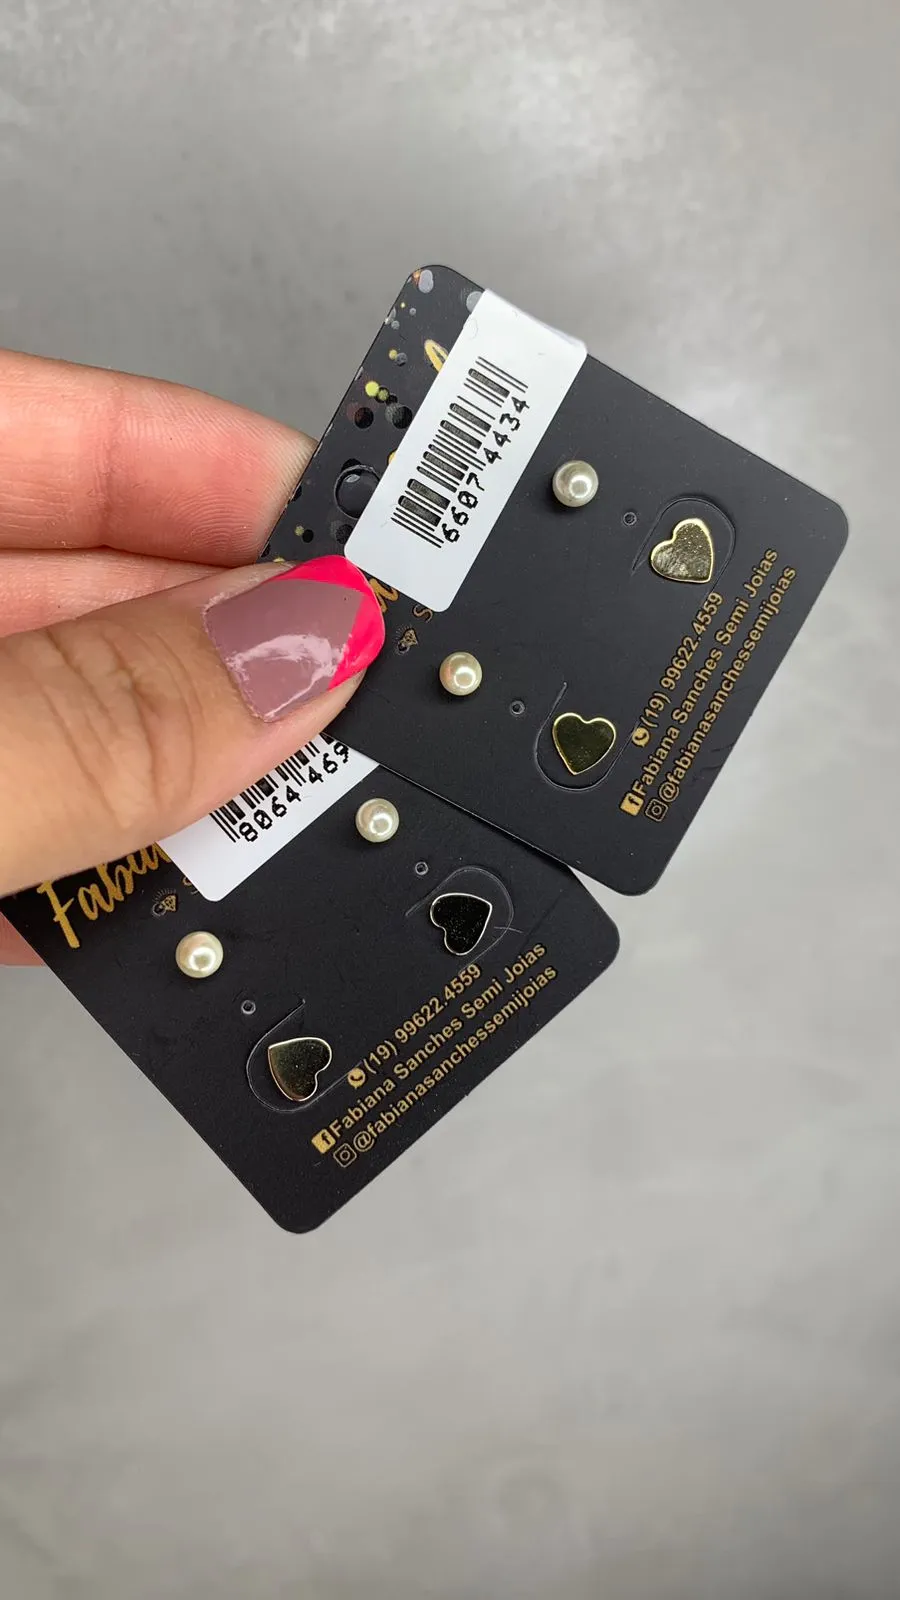 6607 4434
(19) 99622.4559
Fabiana Sanches Semi Joias
@fabianasanchessemijoias
8064 469
(19) 99622.4559
Fabiana Sanches Semi Joias
@fabianasanchessemijoias